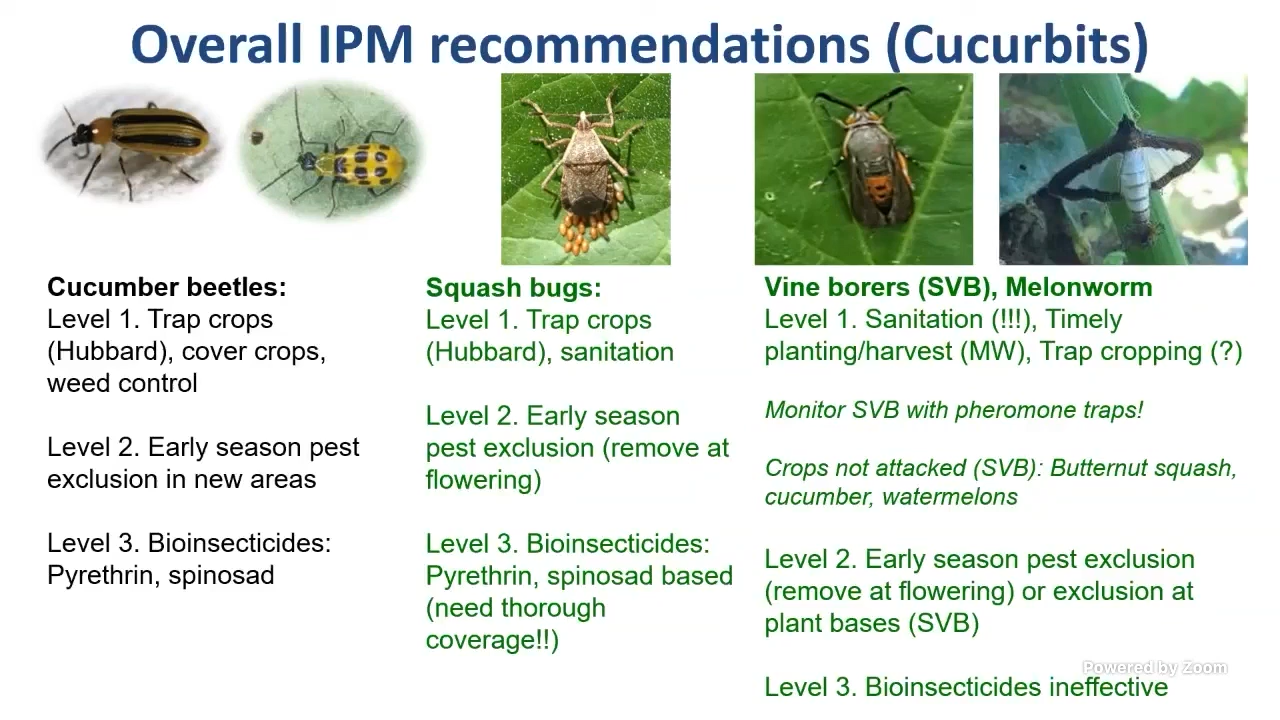 Overall IPM recommendations (Cucurbits)
Cucumber beetles:
Level 1. Trap crops
(Hubbard), cover crops,
weed control
Level 2. Early season pest
exclusion in new areas
Level 3. Bioinsecticides:
Pyrethrin, spinosad
Squash bugs:
Level 1. Trap crops
(Hubbard), sanitation
Level 2. Early season
pest exclusion (remove at
flowering)
Level 3. Bioinsecticides:
Pyrethrin, spinosad based
(need thorough
coverage!!)
Vine borers (SVB), Melonworm
Level 1. Sanitation (!!!), Timely
planting/harvest (MW), Trap cropping (?)
Monitor SVB with pheromone traps!
Crops not attacked (SVB): Butternut squash,
cucumber, watermelons
Level 2. Early season pest exclusion
(remove at flowering) or exclusion at
plant bases (SVB)
Level 3. Bioinsecticides ineffective
Powered by Zoom